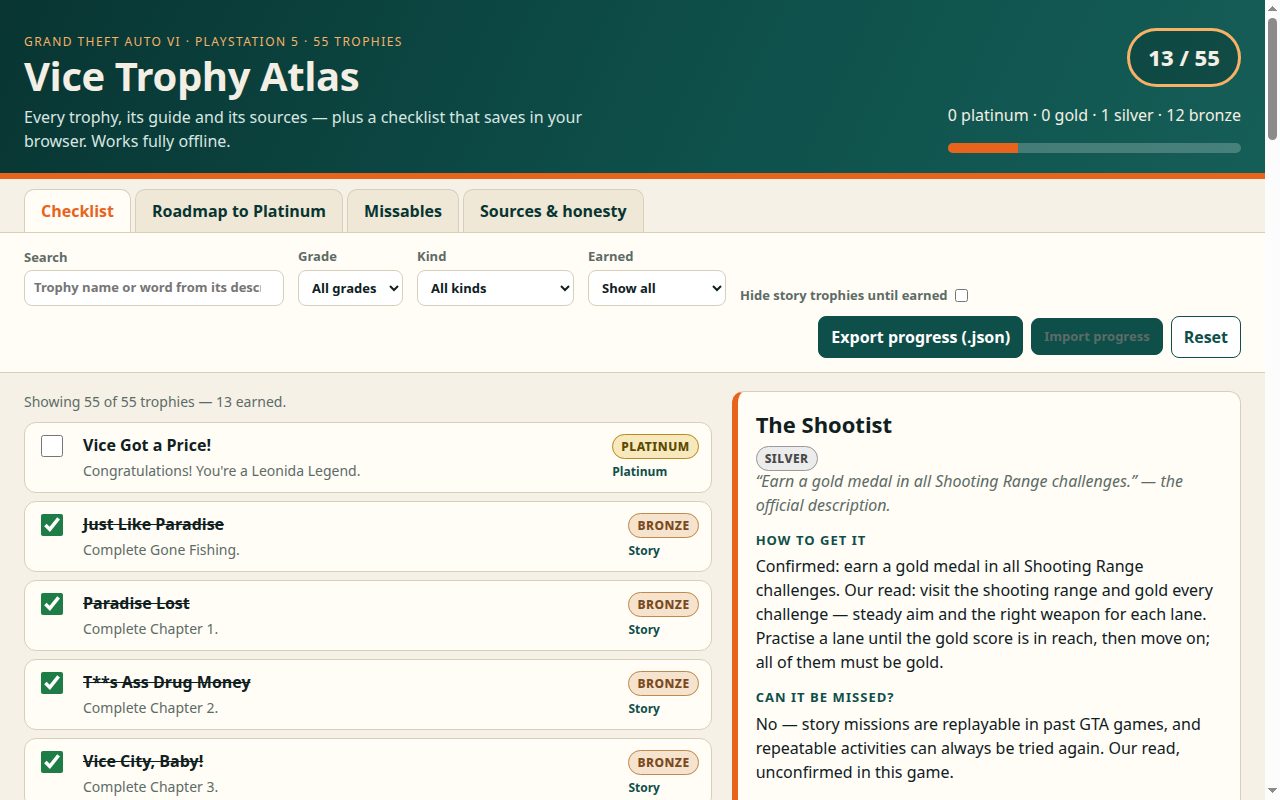 GRAND THEFT AUTO VI · PLAYSTATION 5 · 55 TROPHIES
Vice Trophy Atlas
Every trophy, its guide and its sources — plus a checklist that saves in your
browser. Works fully offline.
13 / 55
0 platinum · 0 gold · 1 silver · 12 bronze
Checklist
Roadmap to Platinum
Missables
Sources & honesty
Search
Trophy name or word from its desc
Grade
All grades
Kind
All kinds
Earned
Show all
Hide story trophies until earned
Export progress (.json)
Import progress
Reset
Showing 55 of 55 trophies — 13 earned.
Vice Got a Price!
Congratulations! You're a Leonida Legend.
PLATINUM
Platinum
Just Like Paradise
Complete Gone Fishing.
BRONZE
Story
Paradise Lost
Complete Chapter 1.
BRONZE
Story
T**s Ass Drug Money
Complete Chapter 2.
BRONZE
Story
Vice City, Baby!
Complete Chapter 3.
BRONZE
Story
The Shootist
SILVER
“Earn a gold medal in all Shooting Range challenges.” — the
official description.
HOW TO GET IT
Confirmed: earn a gold medal in all Shooting Range
challenges. Our read: visit the shooting range and gold every
challenge — steady aim and the right weapon for each lane.
Practise a lane until the gold score is in reach, then move on;
all of them must be gold.
CAN IT BE MISSED?
No — story missions are replayable in past GTA games, and
repeatable activities can always be tried again. Our read,
unconfirmed in this game.